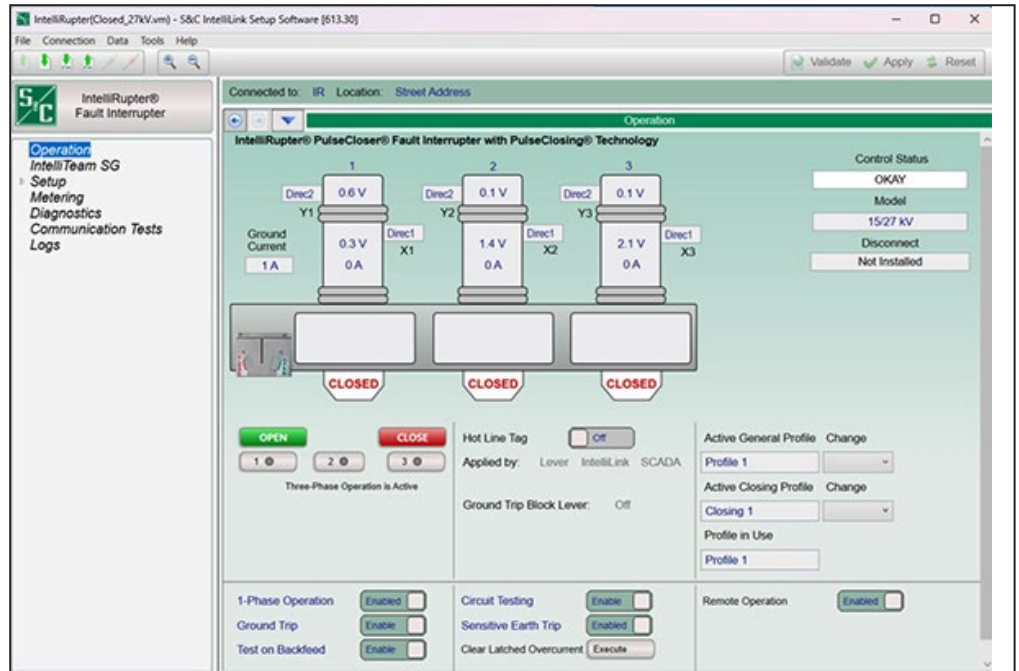 IntelliRupter(Closed_27kV.vm) - S&C IntelliLink Setup Software [613.30]
File Connection Data Tools Help
Validate Apply Reset
S&C
IntelliRupter®
Fault Interrupter
Connected to: IR Location: Street Address
Operation
Operation
IntelliTeam SG
Setup
Metering
Diagnostics
Communication Tests
Logs
IntelliRupter® PulseCloser® Fault Interrupter with PulseClosing® Technology
1 2 3
Direc2 0.6 V Direc2 0.1 V Direc2 0.1 V
Y1 Y2 Y3
Ground
Current
1 A
0.3 V Direc1 1.4 V Direc1 2.1 V Direc1
X1 X2 X3
0 A 0 A 0 A
CLOSED CLOSED CLOSED
Control Status
OKAY
Model
15/27 kV
Disconnect
Not Installed
OPEN CLOSE
1 2 3
Three-Phase Operation is Active
Hot Line Tag Off
Applied by: Lever IntelliLink SCADA
Ground Trip Block Lever: Off
Active General Profile Change
Profile 1
Active Closing Profile Change
Closing 1
Profile in Use
Profile 1
1-Phase Operation Enabled
Ground Trip Enable
Test on Backfeed Enable
Circuit Testing Enable
Sensitive Earth Trip Enabled
Clear Latched Overcurrent Execute
Remote Operation Enabled